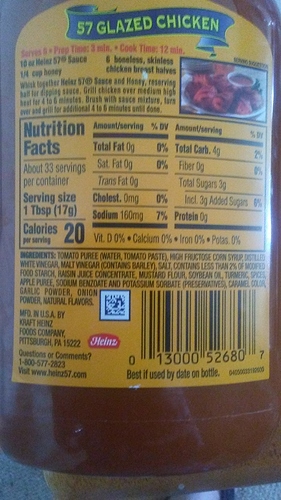 57 GLAZED CHICKEN
Serves 6 • Prep Time: 3 min. • Cook Time: 12 min.
10 oz Heinz 57® Sauce
1/4 cup honey
6 boneless, skinless
chicken breast halves
SERVING SUGGESTION
Whisk together Heinz 57® Sauce and Honey, reserving
half for dipping sauce. Grill chicken over medium high
heat for 4 to 6 minutes. Brush with sauce mixture, turn
over and grill for additional 4 to 6 minutes until done.
Nutrition
Facts
About 33 servings
per container
Serving size
1 Tbsp (17g)
Calories 20
per serving
Amount/serving % DV
Total Fat 0g 0%
Sat. Fat 0g 0%
Trans Fat 0g
Cholest. 0mg 0%
Sodium 160mg 7%
Amount/serving % DV
Total Carb. 4g 2%
Fiber 0g 0%
Total Sugars 3g
Incl. 3g Added Sugars 6%
Protein 0g
Vit. D 0% • Calcium 0% • Iron 0% • Potas. 0%
INGREDIENTS: TOMATO PUREE (WATER, TOMATO PASTE), HIGH FRUCTOSE CORN SYRUP, DISTILLED
WHITE VINEGAR, MALT VINEGAR (CONTAINS BARLEY), SALT, CONTAINS LESS THAN 2% OF MODIFIED
FOOD STARCH, RAISIN JUICE CONCENTRATE, MUSTARD FLOUR, SOYBEAN OIL, TURMERIC, SPICES,
APPLE PUREE, SODIUM BENZOATE AND POTASSIUM SORBATE (PRESERVATIVES), CARAMEL COLOR,
GARLIC POWDER, ONION
POWDER, NATURAL FLAVORS.
MFD. IN U.S.A. BY
KRAFT HEINZ
FOODS COMPANY,
PITTSBURGH, PA 15222
Heinz
Questions or Comments?
1-800-577-2823
Visit www.heinz57.com
0 13000 52680 7
Best if used by date on bottle.